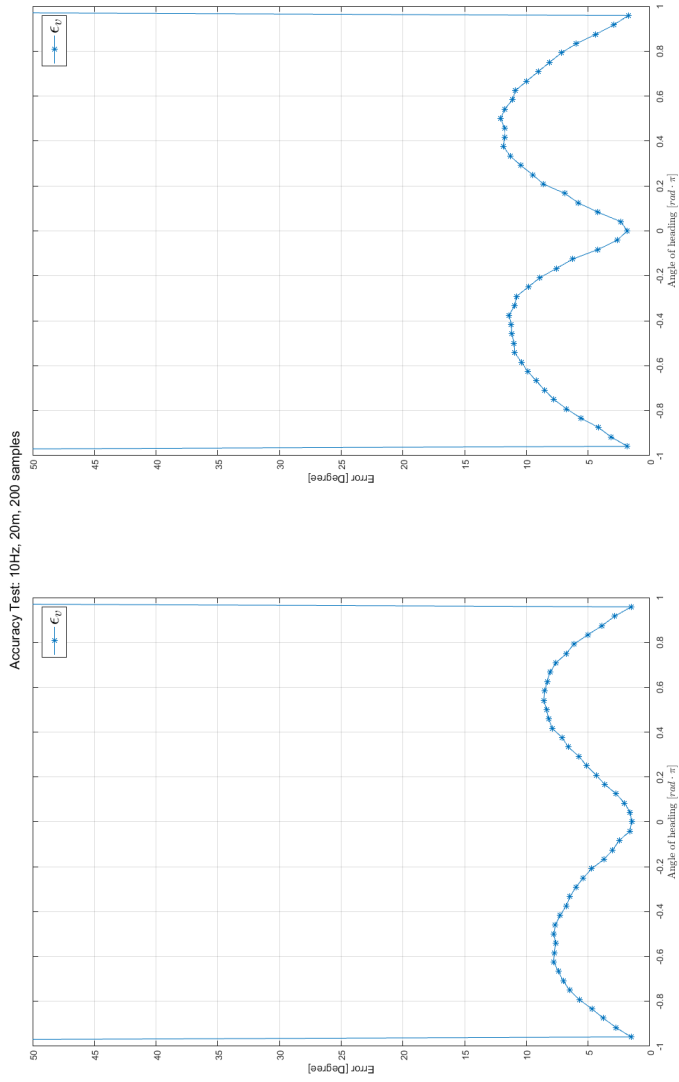 Accuracy Test: 10Hz, 20m, 200 samples
ϵᵥ
50
45
40
35
30
25
20
15
10
5
0
Error [Degree]
-1 -0.8 -0.6 -0.4 -0.2 0 0.2 0.4 0.6 0.8 1
Angle of heading [rad · π]
ϵᵥ
50
45
40
35
30
25
20
15
10
5
0
Error [Degree]
-1 -0.8 -0.6 -0.4 -0.2 0 0.2 0.4 0.6 0.8 1
Angle of heading [rad · π]